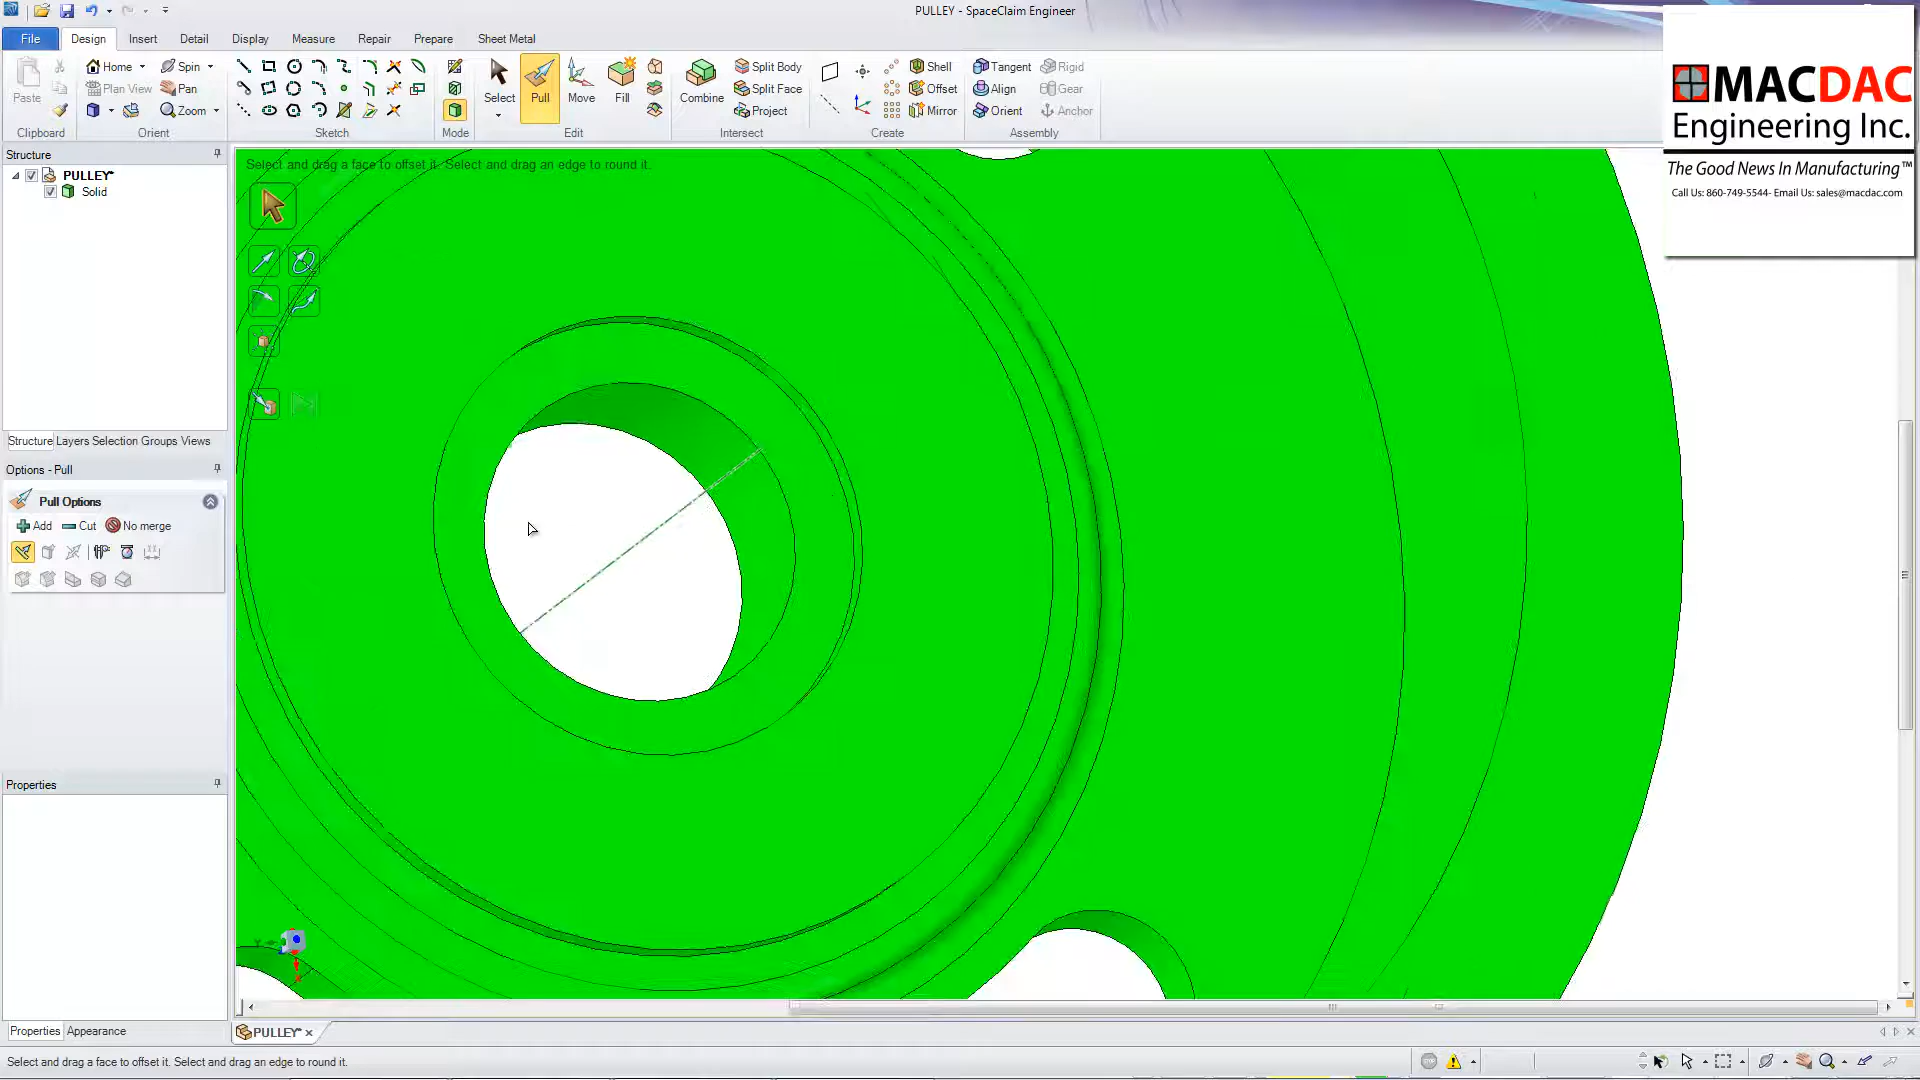 PULLEY - SpaceClaim Engineer
File Design Insert Detail Display Measure Repair Prepare Sheet Metal
Home Spin Split Body Shell Tangent Rigid
Plan View Pan Split Face Offset Align Gear
Paste Zoom Select Pull Move Fill Combine Project Mirror Orient Anchor
Clipboard Orient Sketch Mode Edit Intersect Create Assembly
MACDAC
Engineering Inc.
The Good News In Manufacturing™
Call Us: 860-749-5544- Email Us: sales@macdac.com
Structure
PULLEY*
Solid
Select and drag a face to offset it. Select and drag an edge to round it.
Structure Layers Selection Groups Views
Options - Pull
Pull Options
Add Cut No merge
Properties
Properties Appearance
PULLEY*
Select and drag a face to offset it. Select and drag an edge to round it.